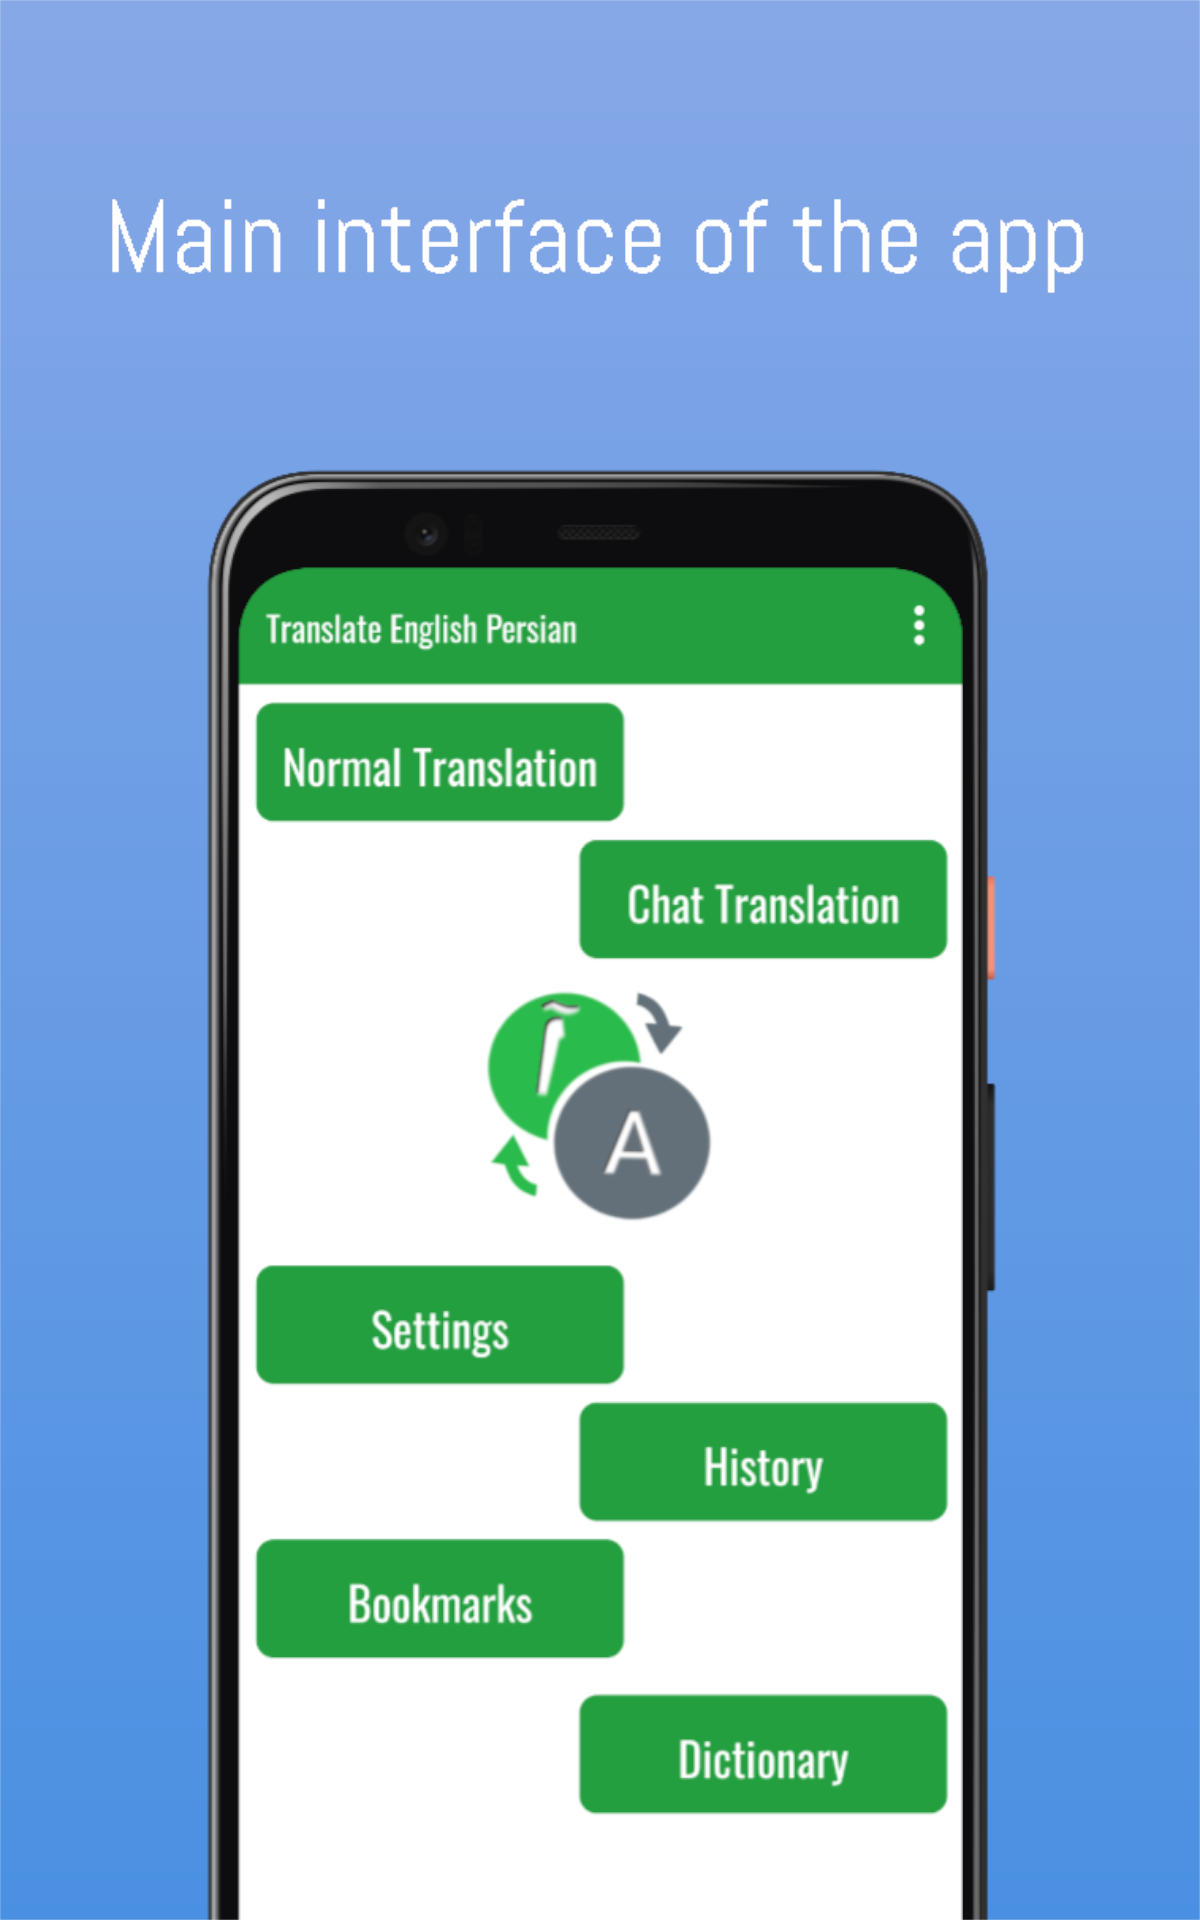 Main interface of the app
Translate English Persian
Normal Translation
Chat Translation
آ
A
Settings
History
Bookmarks
Dictionary